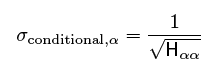 σ_conditional,α = 1/√H_αα